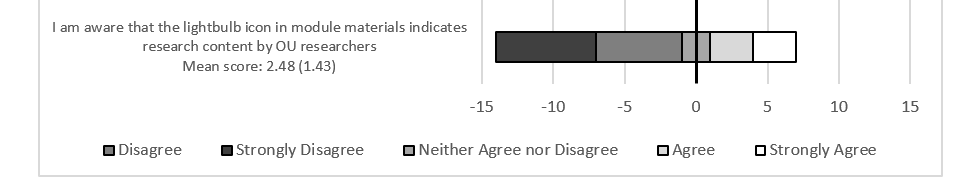 I am aware that the lightbulb icon in module materials indicates
research content by OU researchers
Mean score: 2.48 (1.43)
-15 -10 -5 0 5 10 15
Disagree Strongly Disagree Neither Agree nor Disagree Agree Strongly Agree